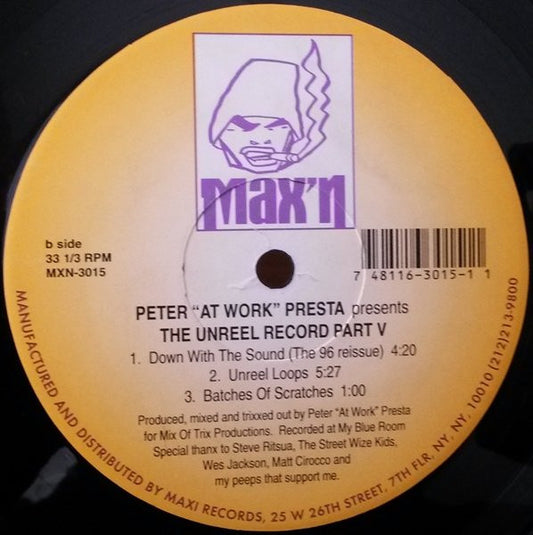 max'n
b side
33 1/3 RPM
MXN-3015
7 48116-3015-1 1
PETER "AT WORK" PRESTA presents
THE UNREEL RECORD PART V
1. Down With The Sound (The 96 reissue) 4:20
2. Unreel Loops 5:27
3. Batches Of Scratches 1:00
Produced, mixed and trixxed out by Peter "At Work" Presta
for Mix Of Trix Productions. Recorded at My Blue Room
Special thanx to Steve Ritsua, The Street Wize Kids,
Wes Jackson, Matt Cirocco and
my peeps that support me.
MANUFACTURED AND DISTRIBUTED BY MAXI RECORDS, 25 W 26TH STREET, 7TH FLR, NY, NY, 10010 (212)213-9800